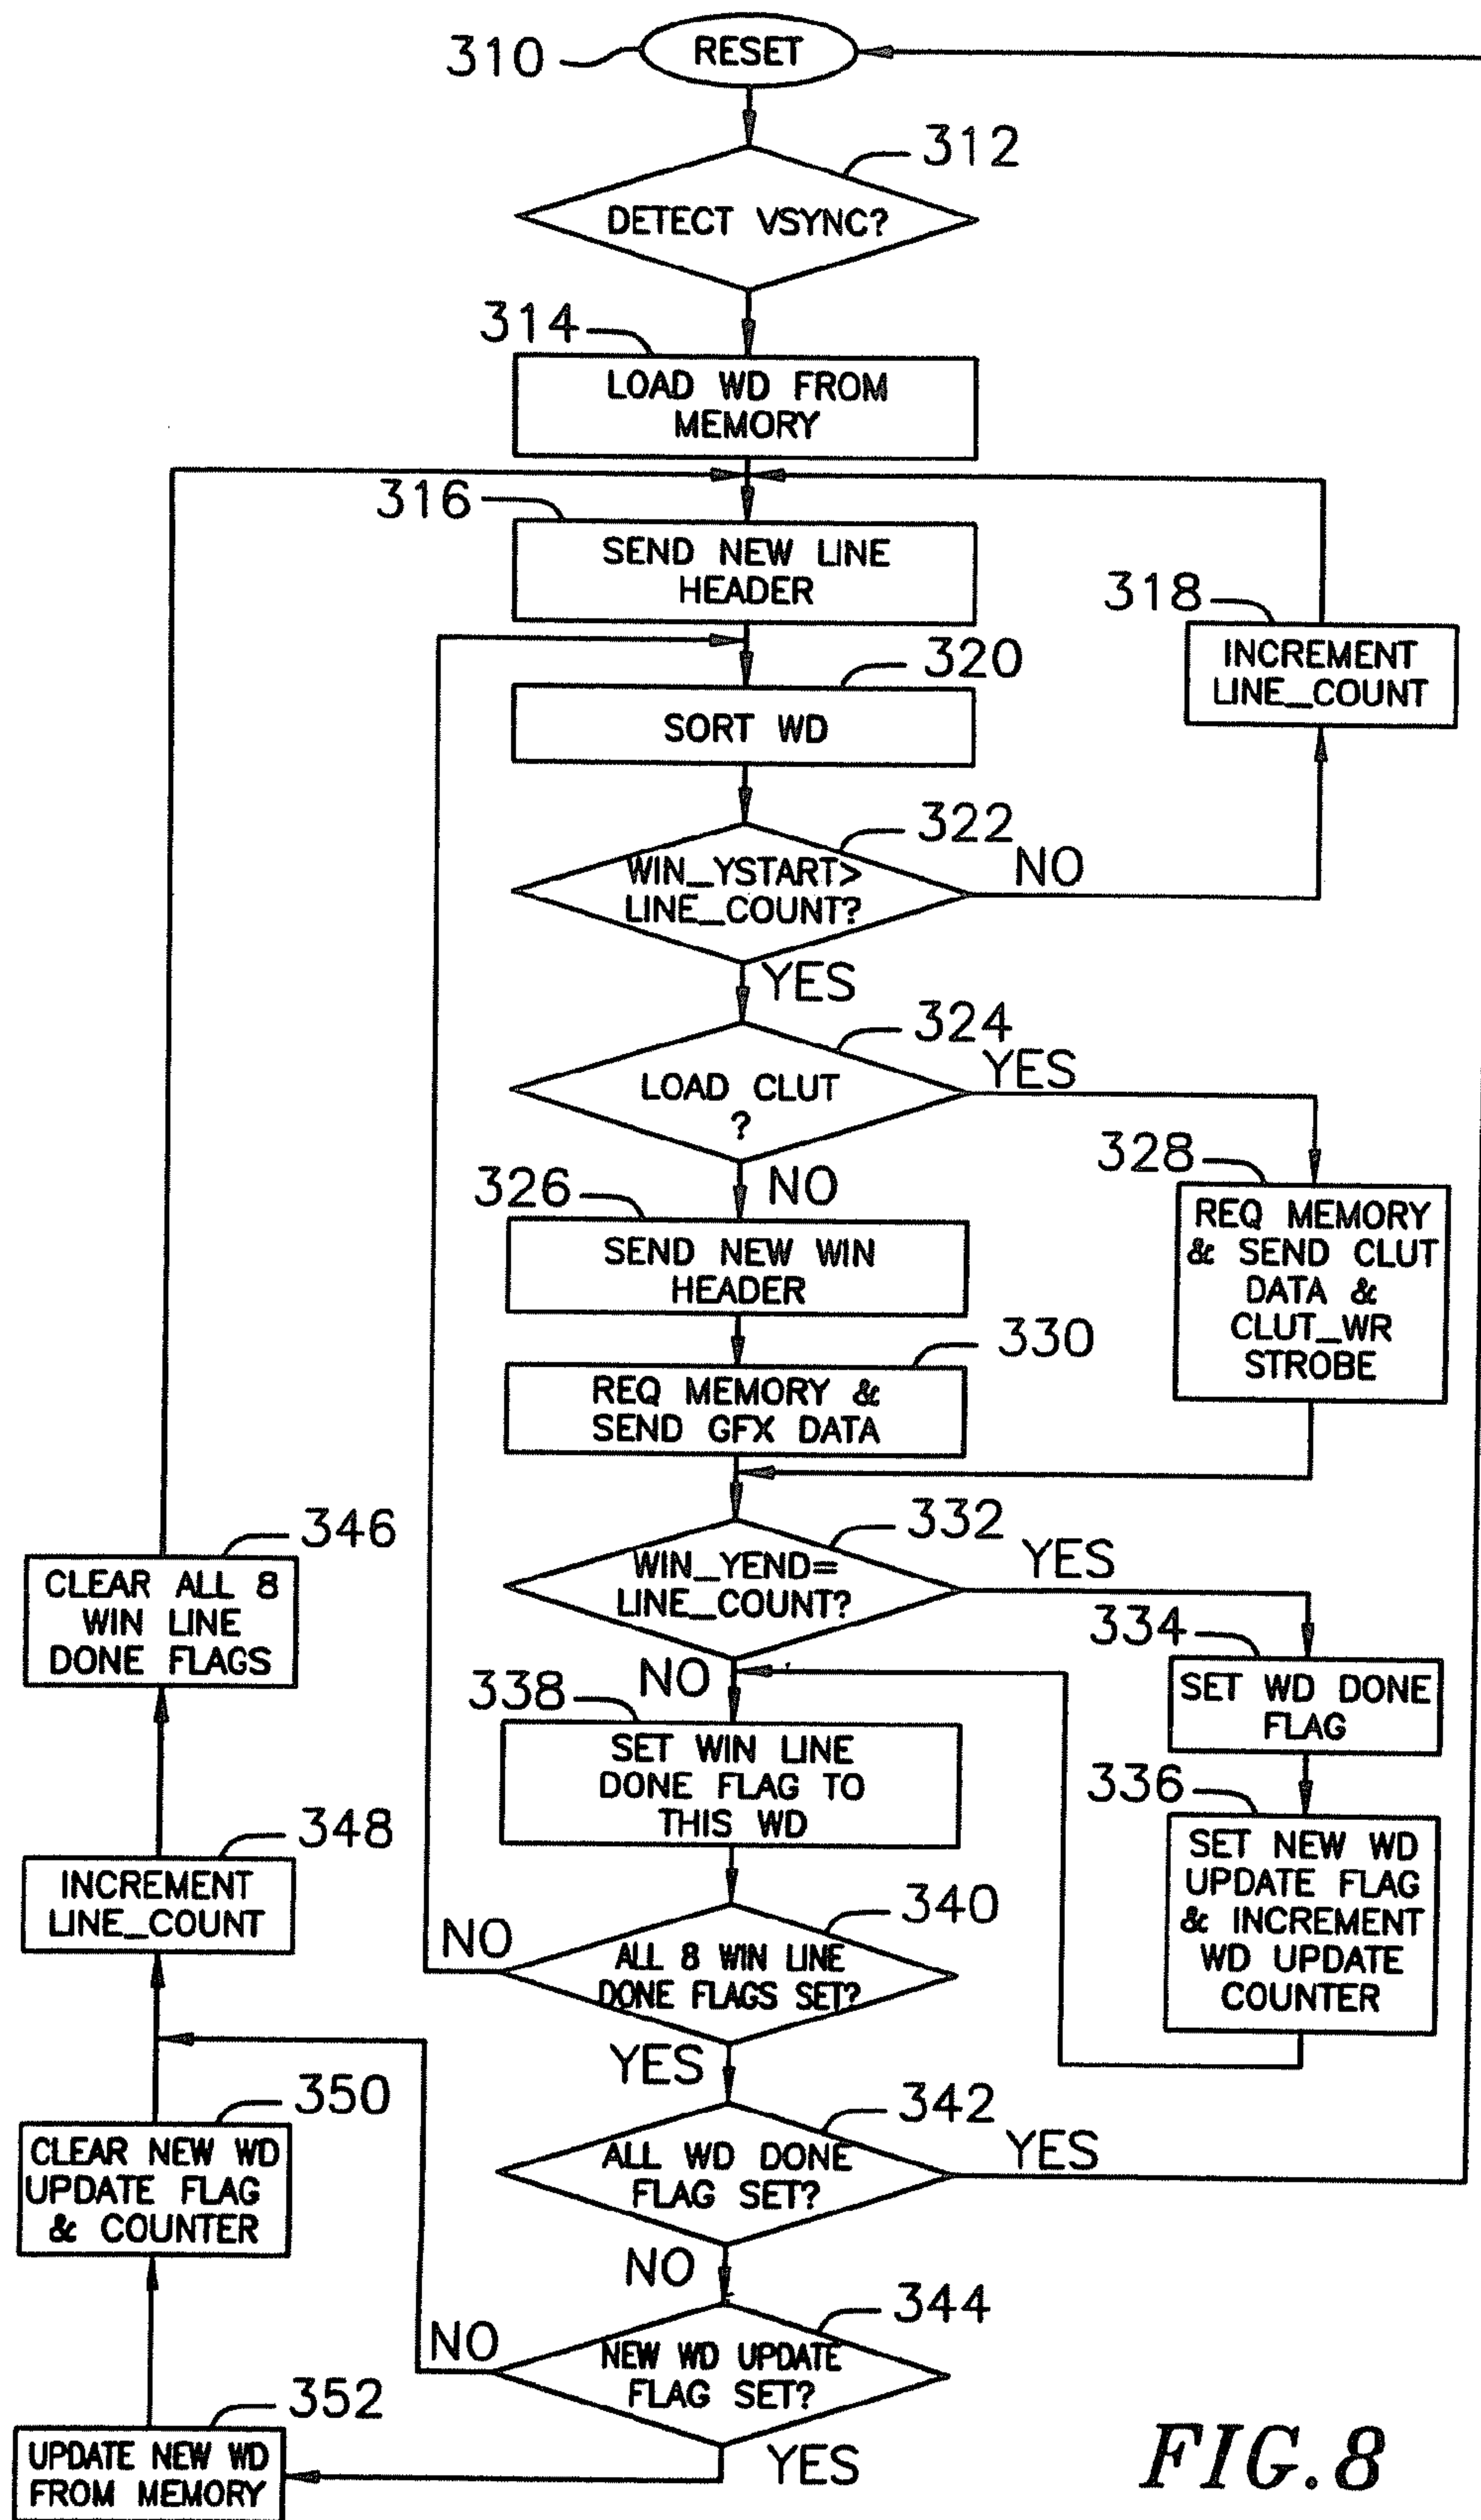 310
RESET
312
DETECT VSYNC?
314
LOAD WD FROM
MEMORY
316
SEND NEW LINE
HEADER
318
INCREMENT
LINE_COUNT
320
SORT WD
322
WIN_YSTART>
LINE_COUNT?
NO
YES
324
LOAD CLUT
?
YES
NO
326
SEND NEW WIN
HEADER
328
REQ MEMORY
& SEND CLUT
DATA &
CLUT_WR
STROBE
330
REQ MEMORY &
SEND GFX DATA
332
WIN_YEND=
LINE_COUNT?
YES
NO
334
SET WD DONE
FLAG
336
SET NEW WD
UPDATE FLAG
& INCREMENT
WD UPDATE
COUNTER
338
SET WIN LINE
DONE FLAG TO
THIS WD
340
ALL 8 WIN LINE
DONE FLAGS SET?
NO
YES
342
ALL WD DONE
FLAG SET?
YES
NO
344
NEW WD UPDATE
FLAG SET?
NO
YES
346
CLEAR ALL 8
WIN LINE
DONE FLAGS
348
INCREMENT
LINE_COUNT
350
CLEAR NEW WD
UPDATE FLAG
& COUNTER
352
UPDATE NEW WD
FROM MEMORY
FIG. 8